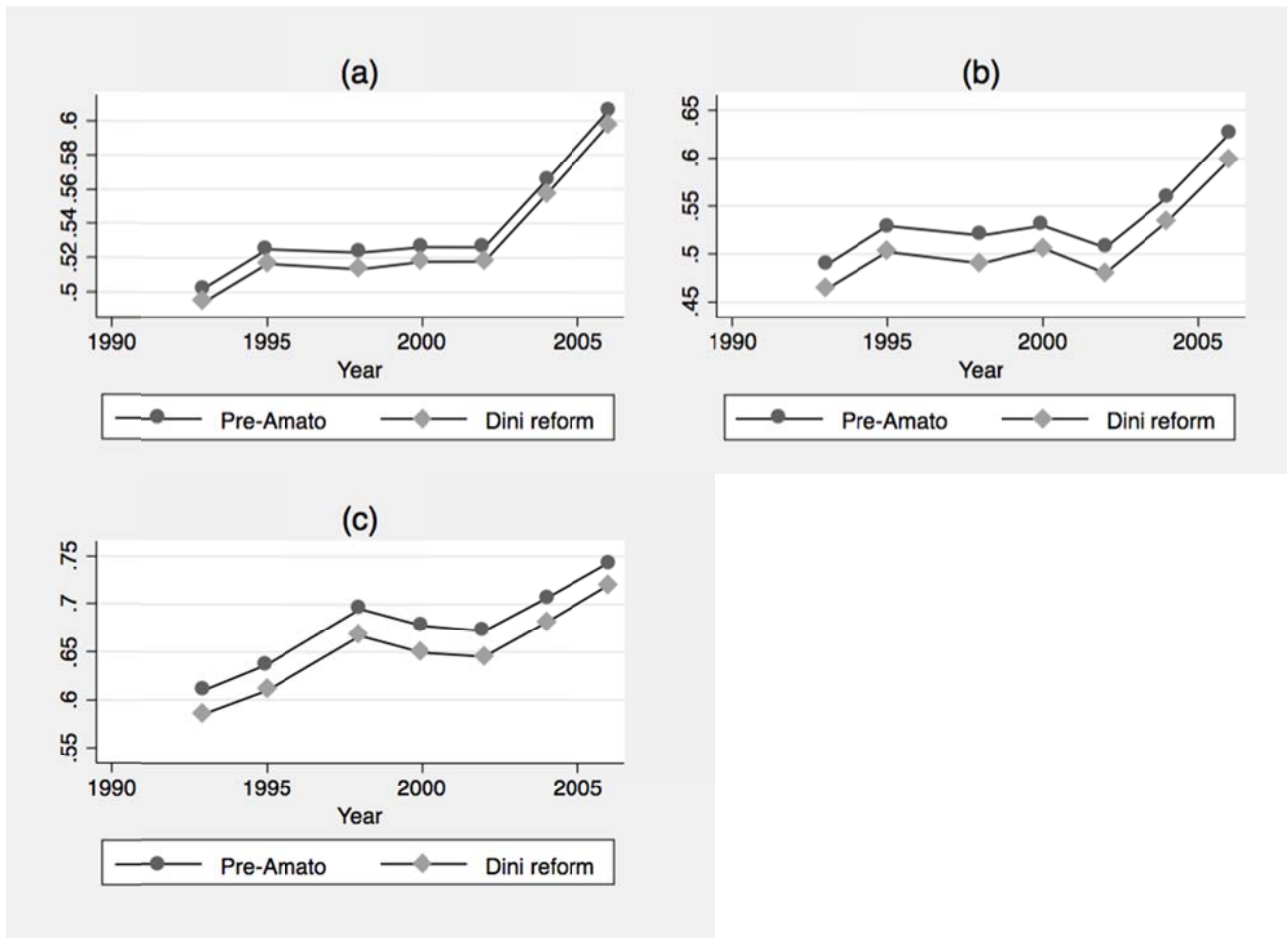 (a)
.6
.58
.56
.54
.52
.5
1990 1995 2000 2005
Year
Pre-Amato Dini reform
(b)
.65
.6
.55
.5
.45
1990 1995 2000 2005
Year
Pre-Amato Dini reform
(c)
.75
.7
.65
.6
.55
1990 1995 2000 2005
Year
Pre-Amato Dini reform